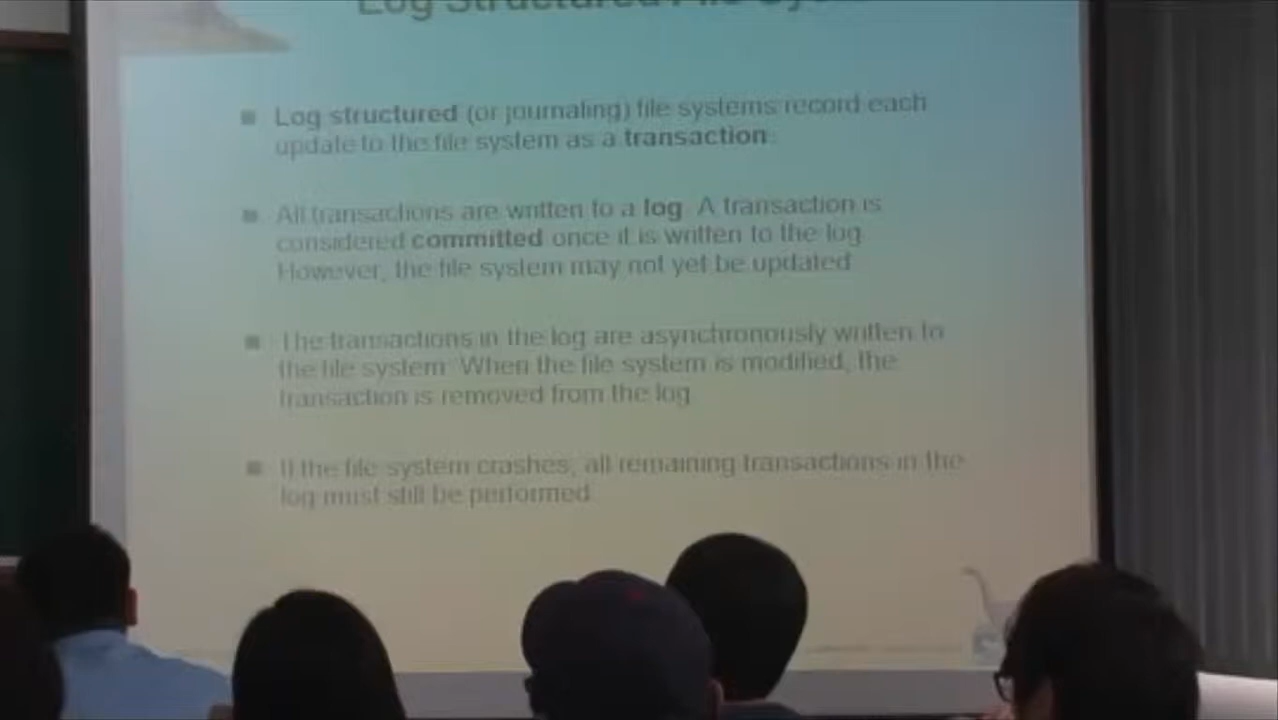 Log Structured File Syste
■ Log structured (or journaling) file systems record each
update to the file system as a transaction.
■ All transactions are written to a log. A transaction is
considered committed once it is written to the log.
However, the file system may not yet be updated.
■ The transactions in the log are asynchronously written to
the file system. When the file system is modified, the
transaction is removed from the log.
■ If the file system crashes, all remaining transactions in the
log must still be performed.